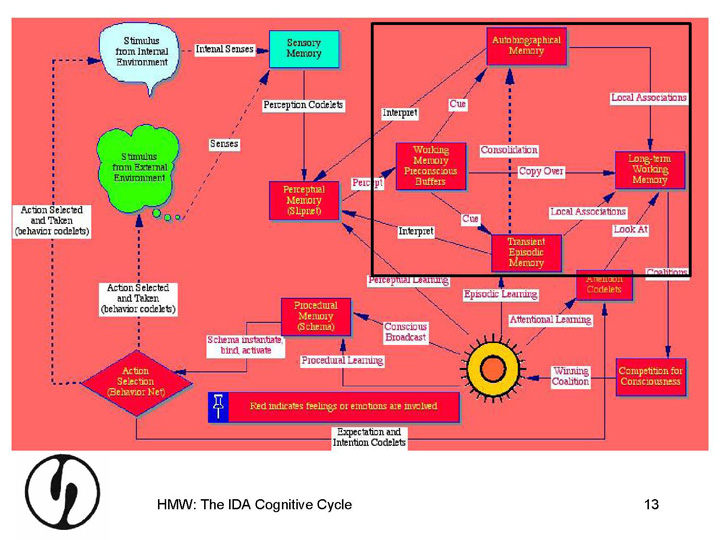 Stimulus
from Internal
Environment
Intenal Senses
Sensory
Memory
Autobiographical
Memory
Local Associations
Perception Codelets
Interpret
Cue
Stimulus
from External
Environment
Senses
Working
Memory
Preconscious
Buffers
Consolidation
Long-term
Working
Memory
Copy Over
Percept
Perceptual
Memory
(Slipnet)
Action Selected
and Taken
(behavior codelets)
Cue
Local Associations
Interpret
Look At
Transient
Episodic
Memory
Perceptual Learning
Attention
Codelets
Coalitions
Episodic Learning
Action Selected
and Taken
(behavior codelets)
Procedural
Memory
(Schema)
Attentional Learning
Conscious
Broadcast
Schema instantiate,
bind, activate
Procedural Learning
Action
Selection
(Behavior Net)
Winning
Coalition
Competition for
Consciousness
Red indicates feelings or emotions are involved
Expectation and
Intention Codelets
HMW: The IDA Cognitive Cycle
13